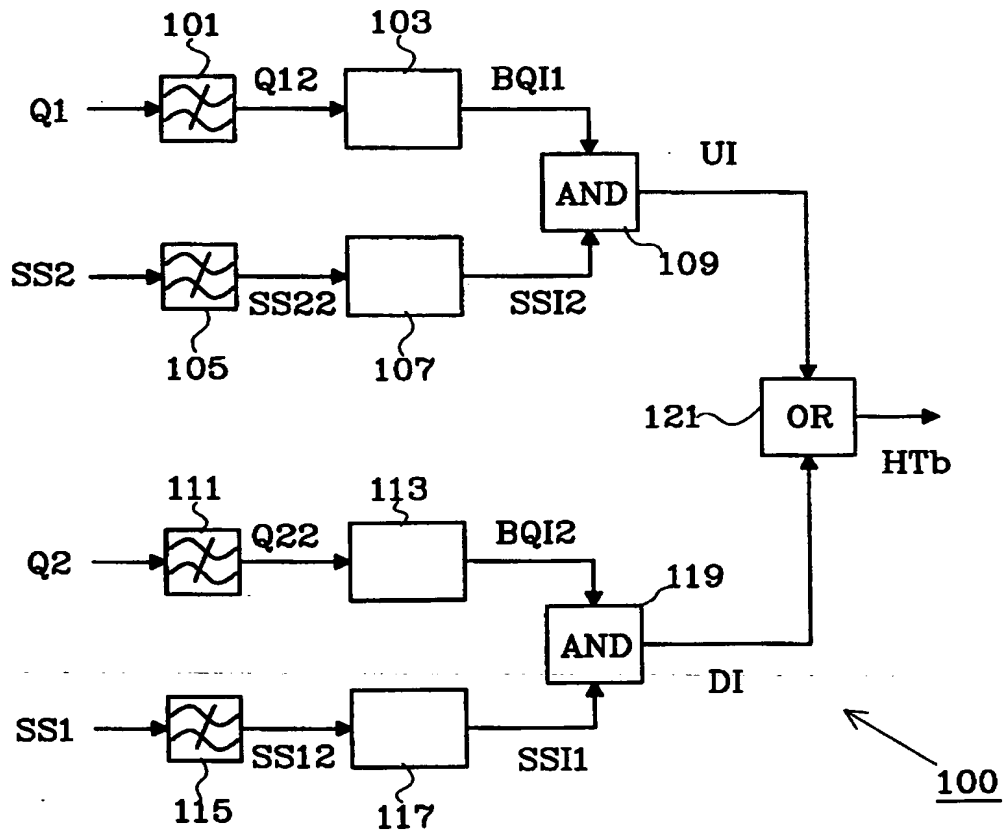 101
103
Q1
Q12
BQI1
AND
UI
109
SS2
SS22
SSI2
105
107
121
OR
HTb
111
113
Q2
Q22
BQI2
119
AND
DI
SS1
SS12
SSI1
115
117
100